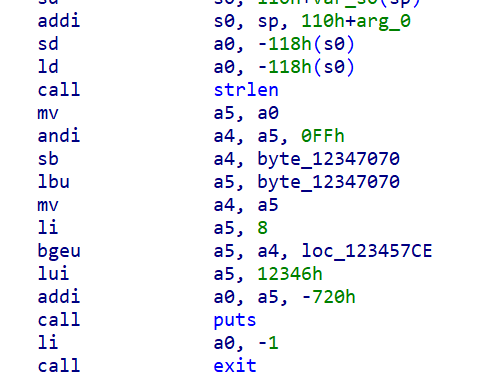 sd s0, 110h+var_s0(sp)
addi s0, sp, 110h+arg_0
sd a0, -118h(s0)
ld a0, -118h(s0)
call strlen
mv a5, a0
andi a4, a5, 0FFh
sb a4, byte_12347070
lbu a5, byte_12347070
mv a4, a5
li a5, 8
bgeu a5, a4, loc_123457CE
lui a5, 12346h
addi a0, a5, -720h
call puts
li a0, -1
call exit